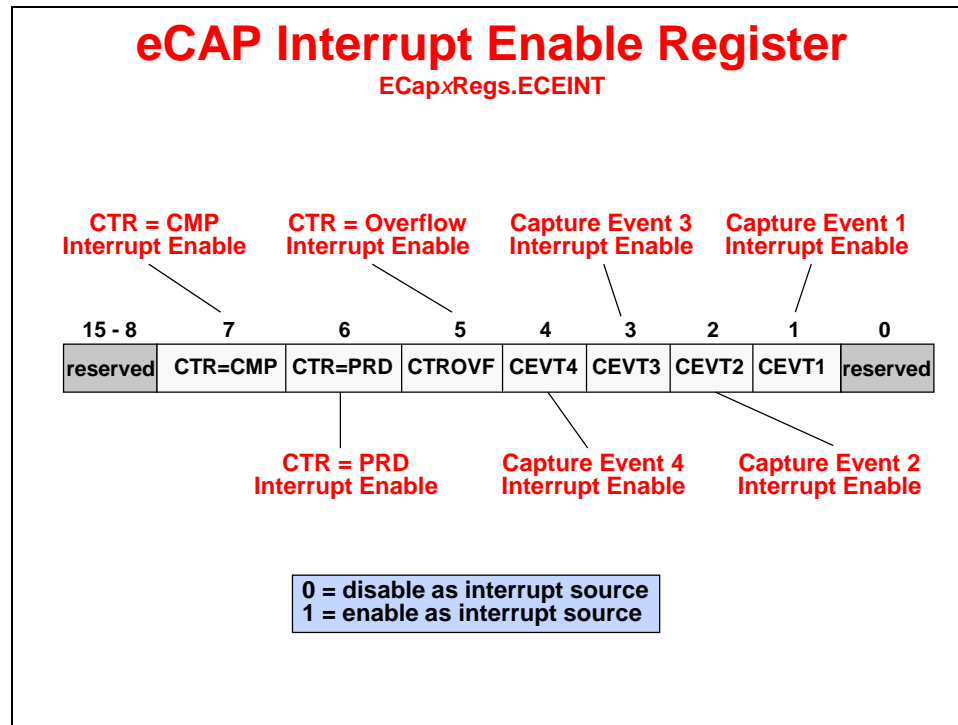 eCAP Interrupt Enable Register
ECapxRegs.ECEINT
CTR = CMP
Interrupt Enable
CTR = Overflow
Interrupt Enable
Capture Event 3
Interrupt Enable
Capture Event 1
Interrupt Enable
15 - 8 7 6 5 4 3 2 1 0
reserved CTR=CMP CTR=PRD CTROVF CEVT4 CEVT3 CEVT2 CEVT1 reserved
CTR = PRD
Interrupt Enable
Capture Event 4
Interrupt Enable
Capture Event 2
Interrupt Enable
0 = disable as interrupt source
1 = enable as interrupt source